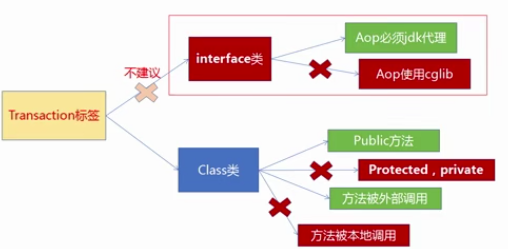 Aop必须jdk代理
interface类
不建议
Aop使用cglib
Transaction标签
Public方法
Class类
Protected，private
方法被外部调用
方法被本地调用